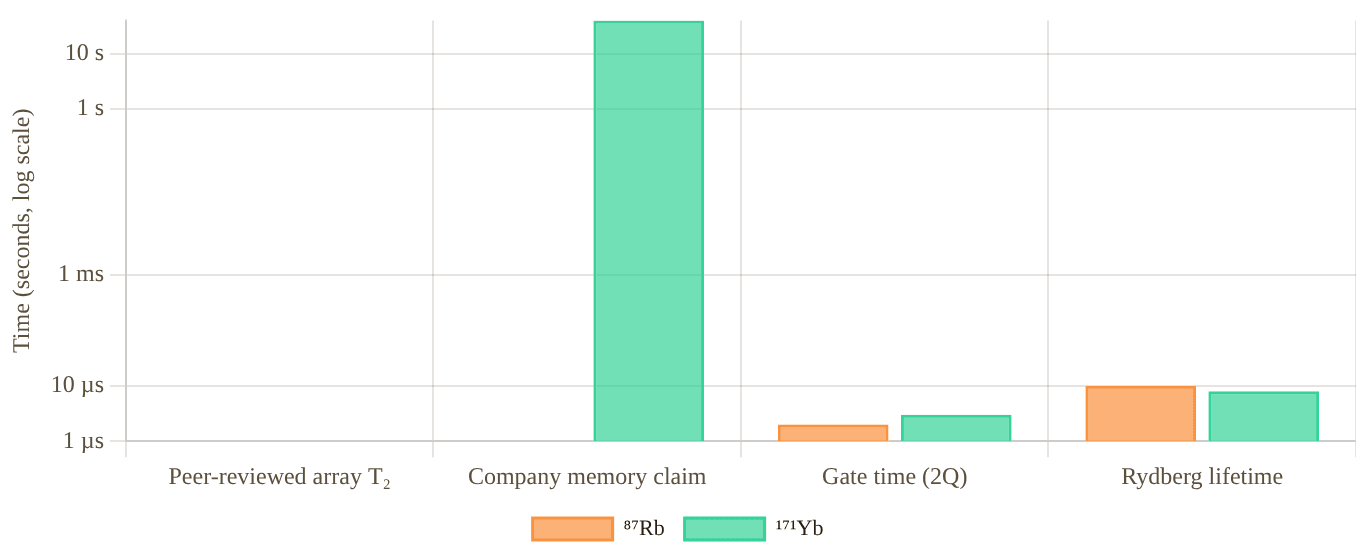 Time (seconds, log scale)
10 s
1 s
1 ms
10 µs
1 µs
Peer-reviewed array T₂
Company memory claim
Gate time (2Q)
Rydberg lifetime
⁸⁷Rb
¹⁷¹Yb